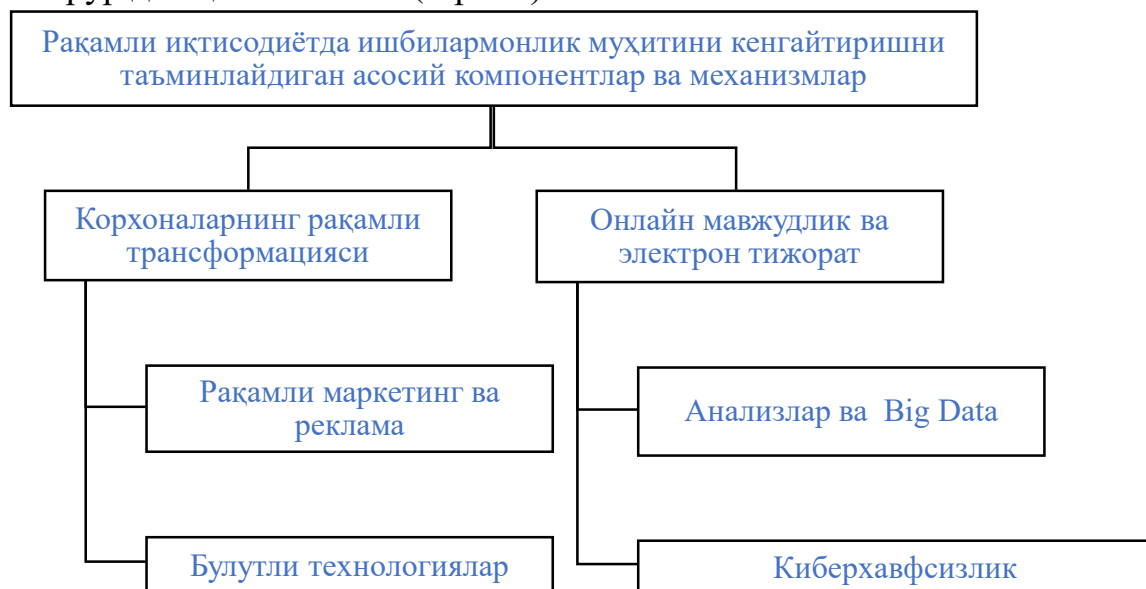 Рақамли иқтисодиётда ишбилармонлик муҳитини кенгайтиришни
таъминлайдиган асосий компонентлар ва механизмлар
Корхоналарнинг рақамли
трансформацияси
Онлайн мавжудлик ва
электрон тижорат
Рақамли маркетинг ва
реклама
Анализлар ва Big Data
Булутли технологиялар
Киберхавфсизлик